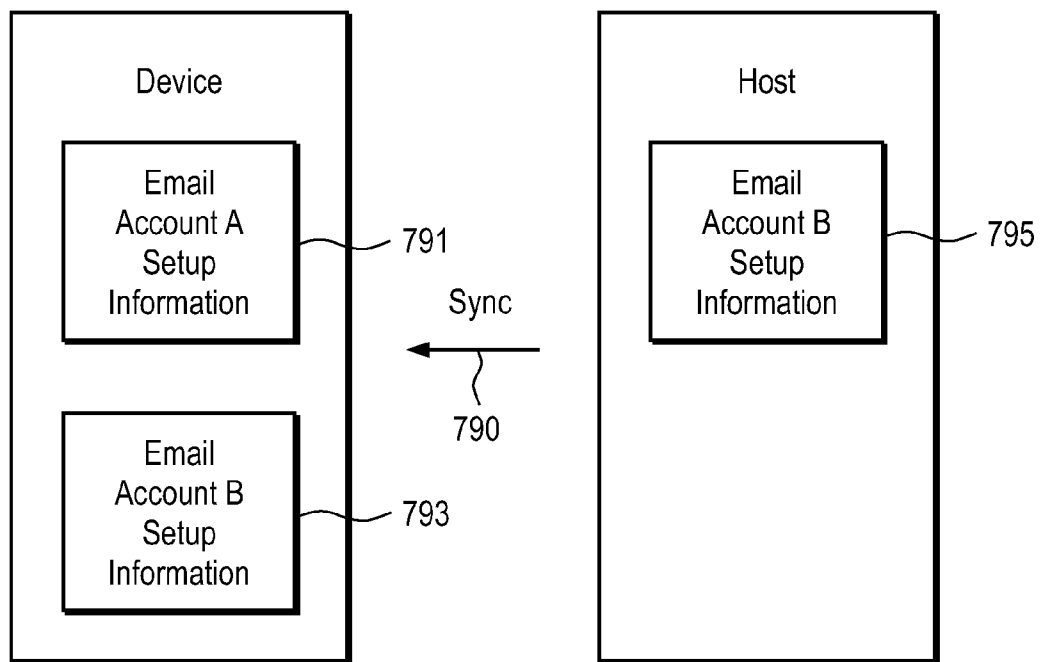 Device
Email
Account A
Setup
Information
791
Email
Account B
Setup
Information
793
Sync
790
Host
Email
Account B
Setup
Information
795